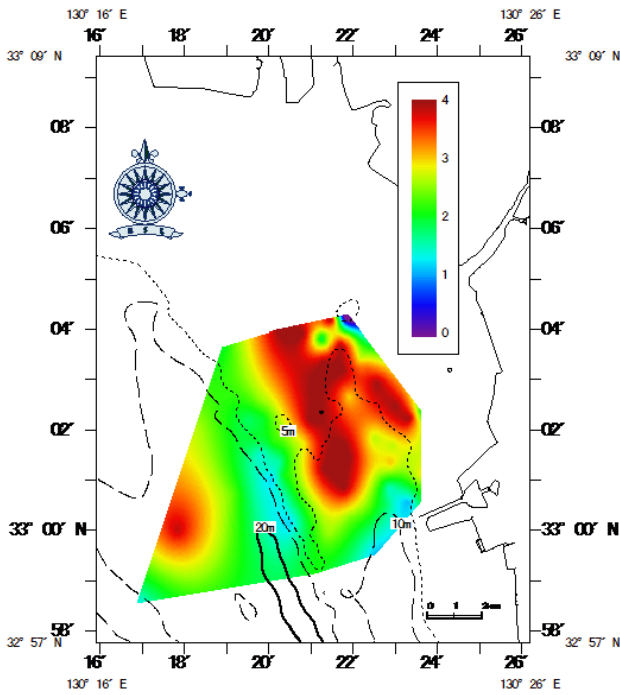 130° 16′ E 130° 26′ E
16′ 18′ 20′ 22′ 24′ 26′
33° 09′ N 33° 09′ N
08′ 08′
06′ 06′
04′ 04′
02′ 02′
33° 00′ N 33° 00′ N
58′ 58′
32° 57′ N 32° 57′ N
4
3
2
1
0
5m
20m
10m
0 1 2km
16′ 18′ 20′ 22′ 24′ 26′
130° 16′ E 130° 26′ E